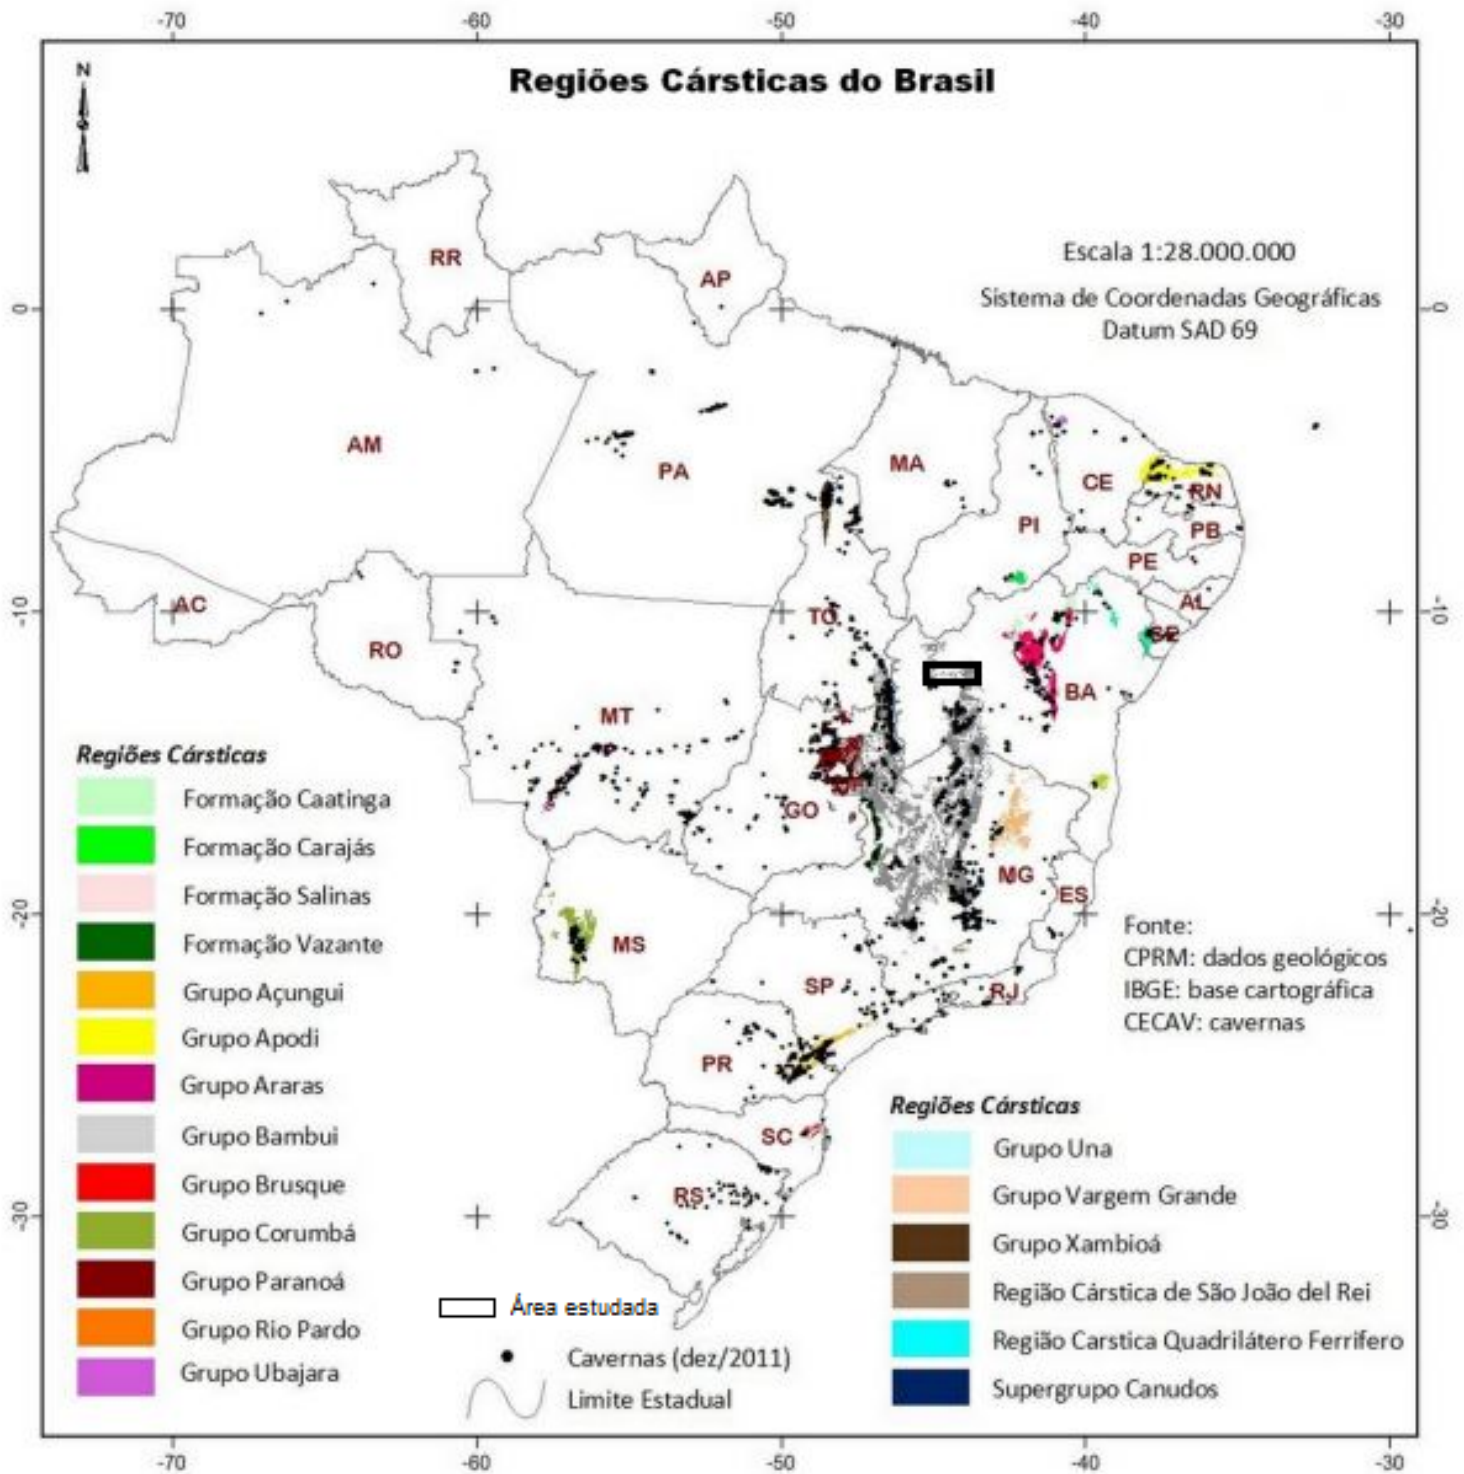 -70 -60 -50 -40 -30
Regiões Cársticas do Brasil
N
Escala 1:28.000.000
Sistema de Coordenadas Geográficas
Datum SAD 69
RR
AP
0 0
AM
PA
MA
CE
RN
PI
PB
PE
AC
TO
AL
SE
-10 -10
RO
BA
MT
GO
DF
MG
ES
-20 -20
MS
SP
RJ
PR
SC
RS
-30 -30
Fonte:
CPRM: dados geológicos
IBGE: base cartográfica
CECAV: cavernas
Regiões Cársticas
Formação Caatinga
Formação Carajás
Formação Salinas
Formação Vazante
Grupo Açungui
Grupo Apodi
Grupo Araras
Grupo Bambui
Grupo Brusque
Grupo Corumbá
Grupo Paranoá
Grupo Rio Pardo
Grupo Ubajara
Área estudada
Cavernas (dez/2011)
Limite Estadual
Regiões Cársticas
Grupo Una
Grupo Vargem Grande
Grupo Xambioá
Região Cárstica de São João del Rei
Região Carstica Quadrilátero Ferrifero
Supergrupo Canudos
-70 -60 -50 -40 -30